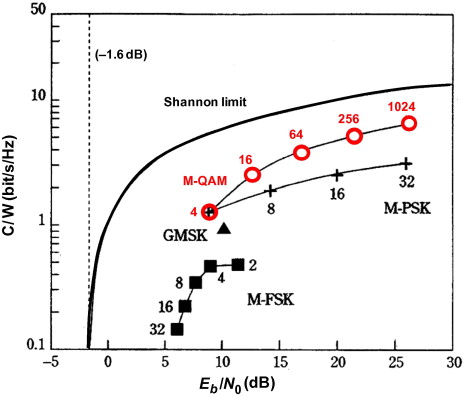 50
(−1.6 dB)
Shannon limit
10
1024
256
64
16
M-QAM
32
16
8
M-PSK
4
1
GMSK
2
4
8
M-FSK
16
32
0.1
−5 0 5 10 15 20 25 30
C/W (bit/s/Hz)
Eb/N0 (dB)